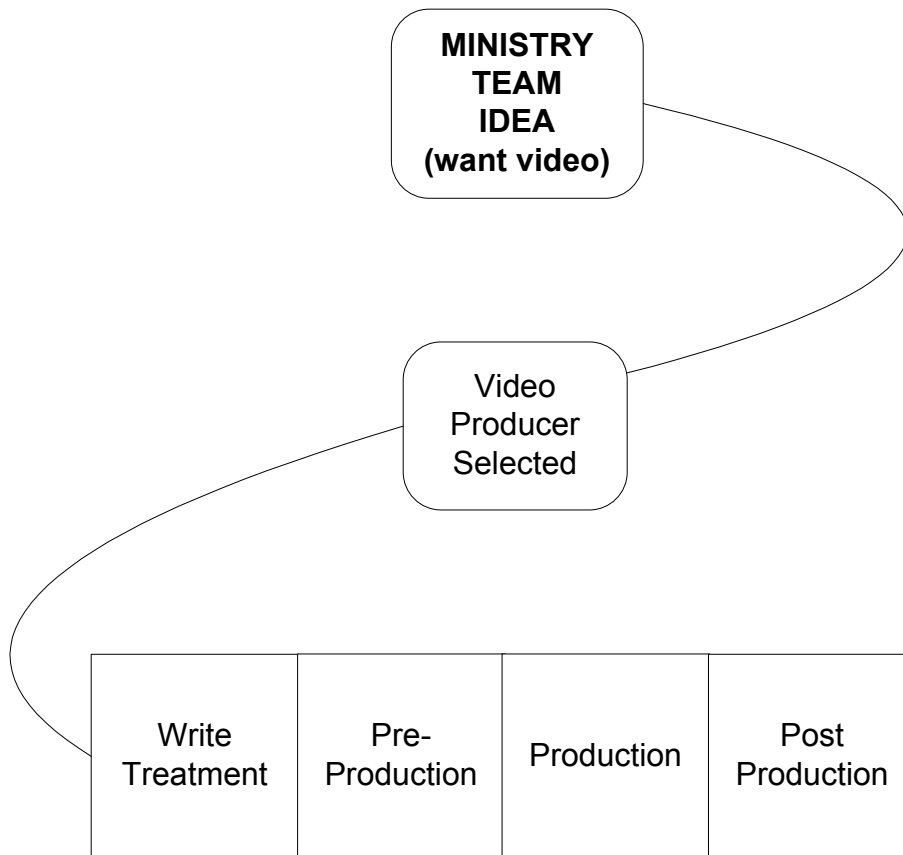 MINISTRY
TEAM
IDEA
(want video)
Video
Producer
Selected
Write
Treatment
Pre-
Production
Production
Post
Production